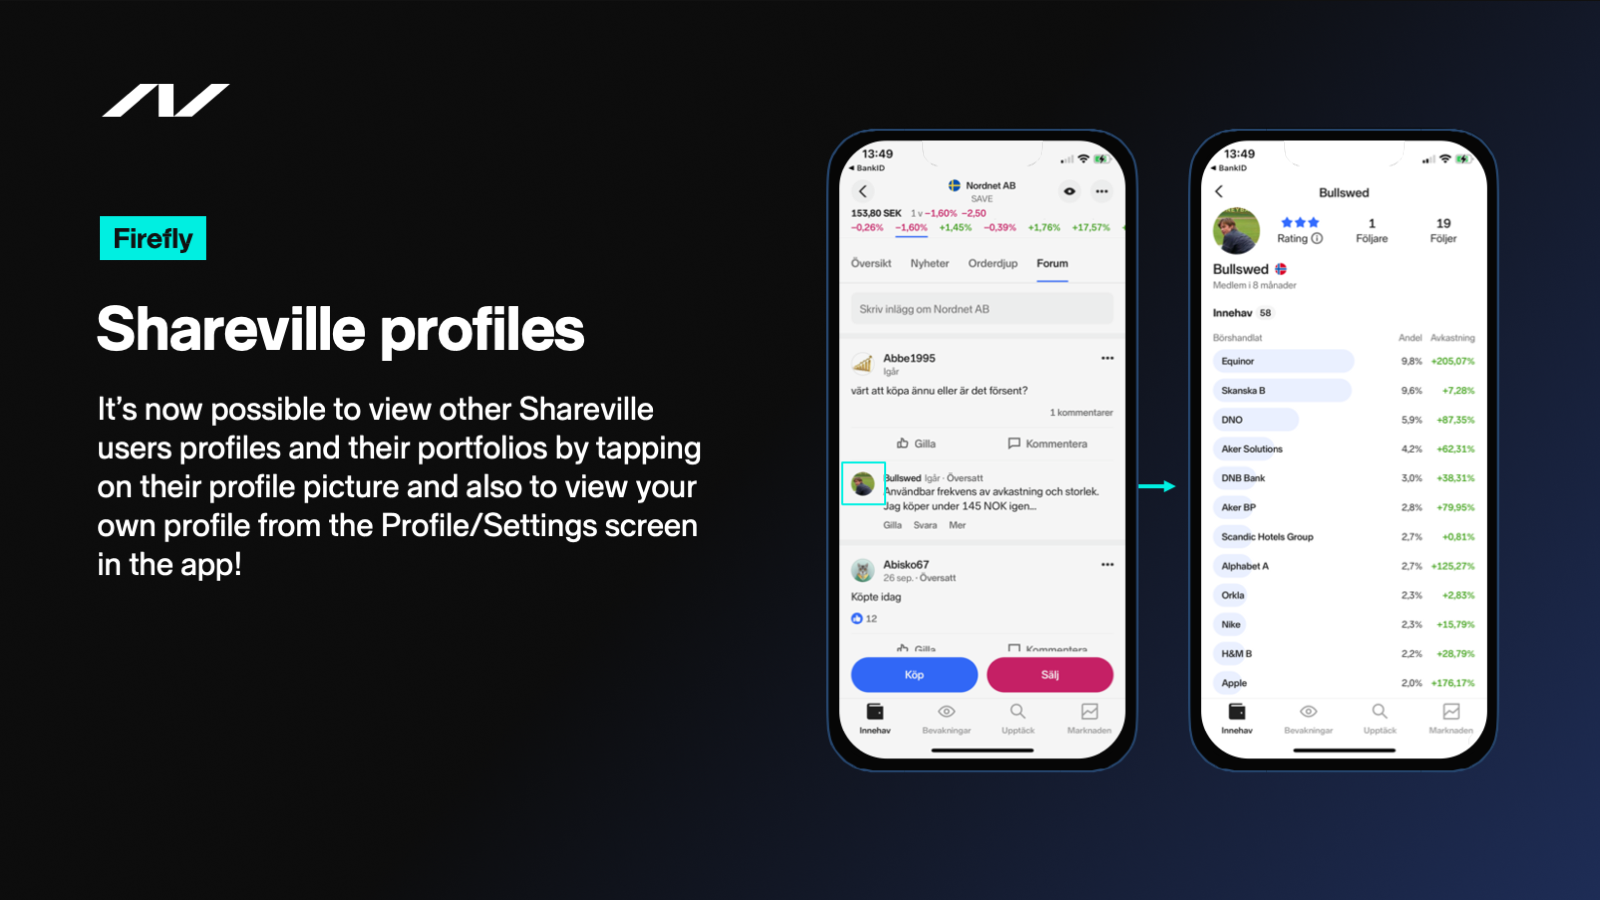 Firefly
Shareville profiles
It's now possible to view other Shareville
users profiles and their portfolios by tapping
on their profile picture and also to view your
own profile from the Profile/Settings screen
in the app!
13:49
BankID
Nordnet AB
SAVE
153,80 SEK 1 v −1,60% −2,50
−0,26% −1,60% +1,45% −0,39% +1,76% +17,57%
Översikt Nyheter Orderdjup Forum
Skriv inlägg om Nordnet AB
Abbe1995
Igår
värt att köpa ännu eller är det försent?
1 kommentarer
Gilla Kommentera
Bullswed Igår · Översatt
Användbar frekvens av avkastning och storlek.
Jag köper under 145 NOK igen...
Gilla Svara Mer
Abisko67
26 sep. · Översatt
Köpte idag
12
Gilla Kommentera
Köp Sälj
Innehav Bevakningar Upptäck Marknaden
13:49
BankID
Bullswed
1 19
Rating Följare Följer
Bullswed
Medlem i 8 månader
Innehav 58
Börshandlat Andel Avkastning
Equinor 9,8% +205,07%
Skanska B 9,6% +7,28%
DNO 5,9% +87,35%
Aker Solutions 4,2% +62,31%
DNB Bank 3,0% +38,31%
Aker BP 2,8% +79,95%
Scandic Hotels Group 2,7% +0,81%
Alphabet A 2,7% +125,27%
Orkla 2,3% +2,83%
Nike 2,3% +15,79%
H&M B 2,2% +28,79%
Apple 2,0% +176,17%
Innehav Bevakningar Upptäck Marknaden